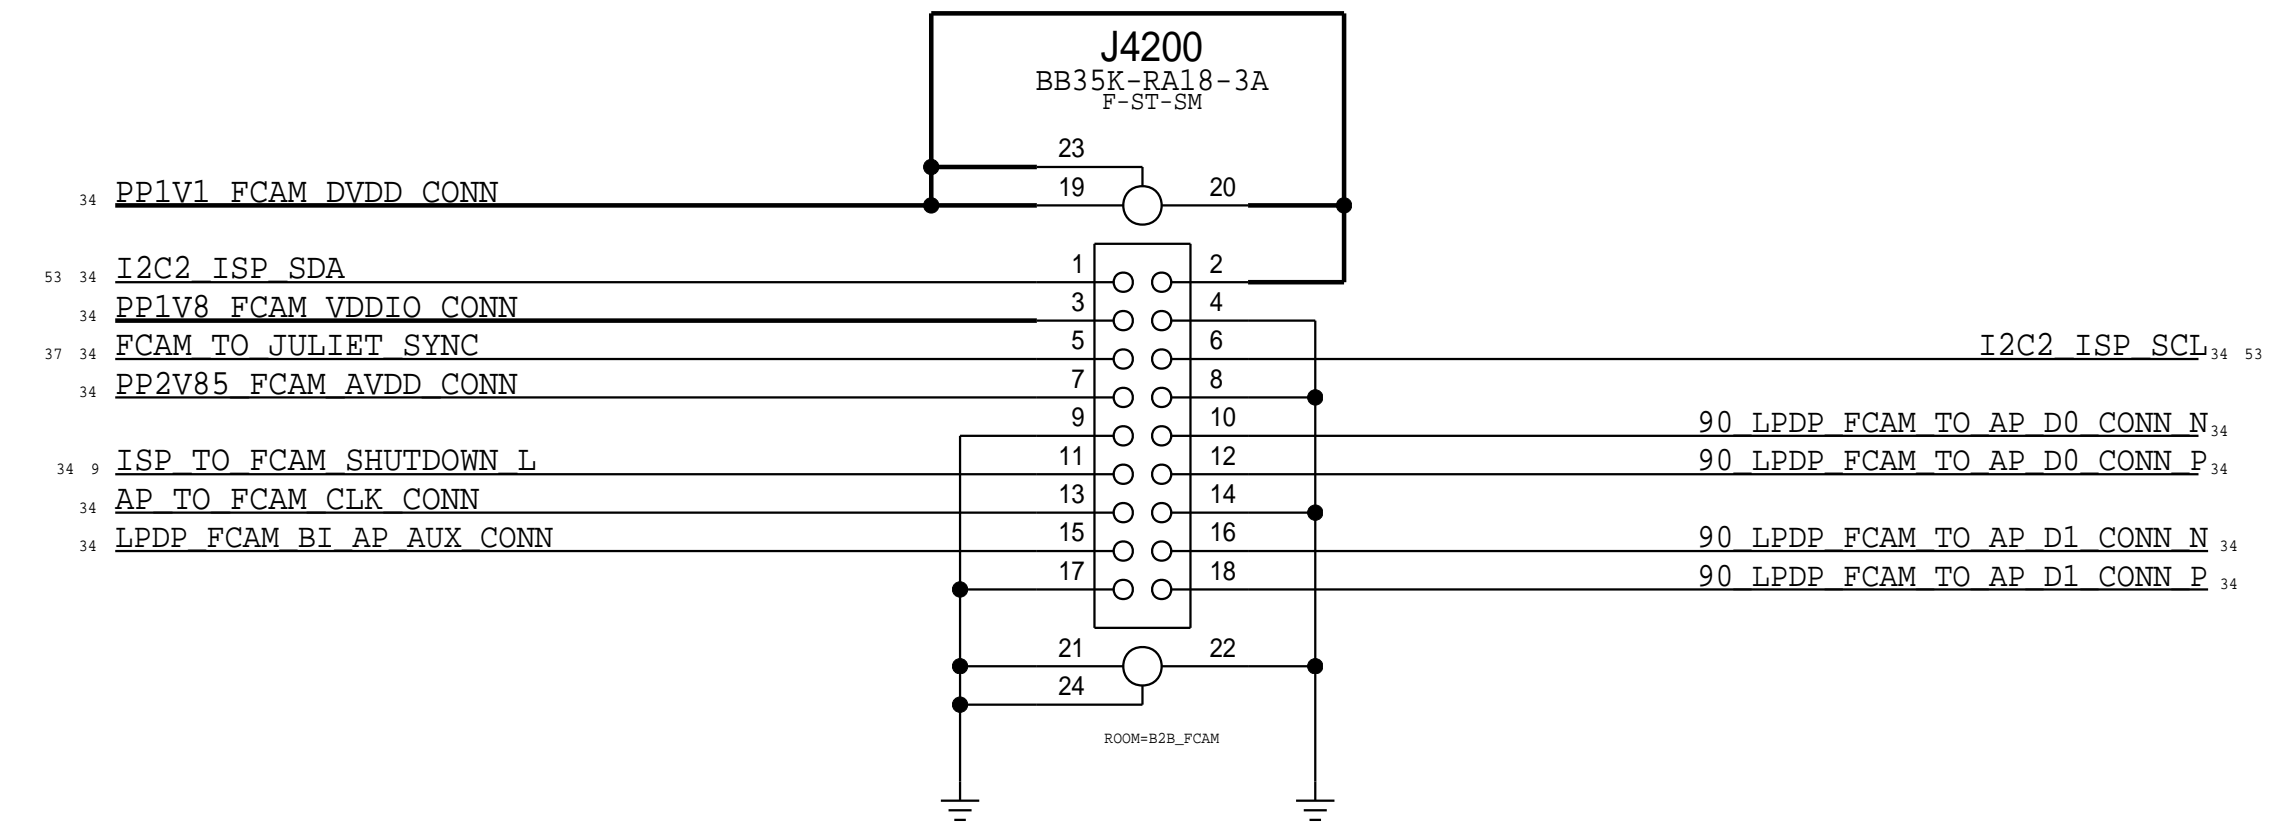 J4200
BB35K-RA18-3A
F-ST-SM
23
34 PP1V1_FCAM_DVDD_CONN 19 20
53 34 I2C2_ISP_SDA 1 2
34 PP1V8_FCAM_VDDIO_CONN 3 4
37 34 FCAM_TO_JULIET_SYNC 5 6 I2C2_ISP_SCL 34 53
34 PP2V85_FCAM_AVDD_CONN 7 8
9 10 90_LPDP_FCAM_TO_AP_D0_CONN_N 34
34 9 ISP_TO_FCAM_SHUTDOWN_L 11 12 90_LPDP_FCAM_TO_AP_D0_CONN_P 34
34 AP_TO_FCAM_CLK_CONN 13 14
34 LPDP_FCAM_BI_AP_AUX_CONN 15 16 90_LPDP_FCAM_TO_AP_D1_CONN_N 34
17 18 90_LPDP_FCAM_TO_AP_D1_CONN_P 34
21 22
24
ROOM=B2B_FCAM